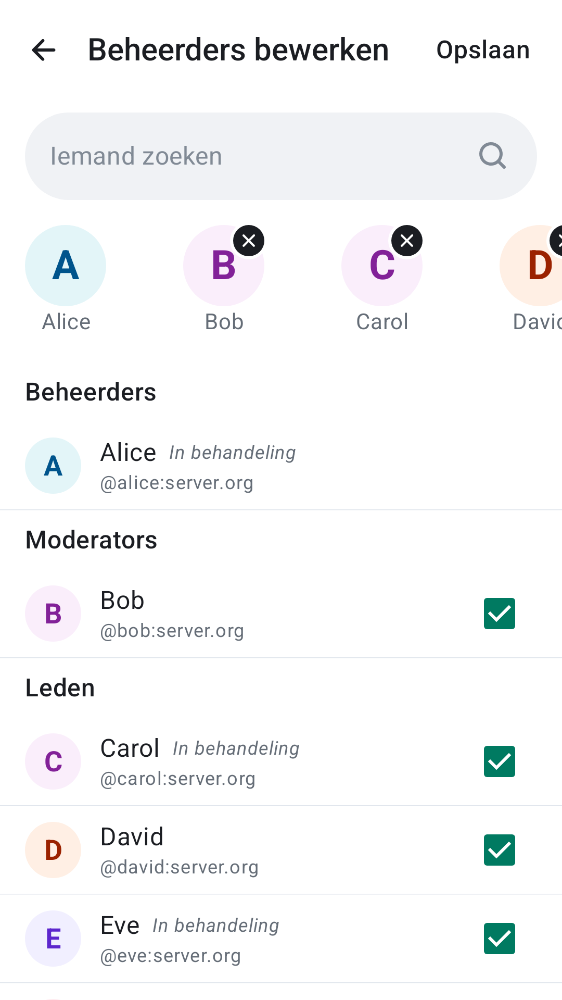 Beheerders bewerken
Opslaan
Iemand zoeken
A
B
C
D
Alice
Bob
Carol
Davi
Beheerders
A
Alice In behandeling
@alice:server.org
Moderators
B
Bob
@bob:server.org
Leden
C
Carol In behandeling
@carol:server.org
D
David
@david:server.org
E
Eve In behandeling
@eve:server.org